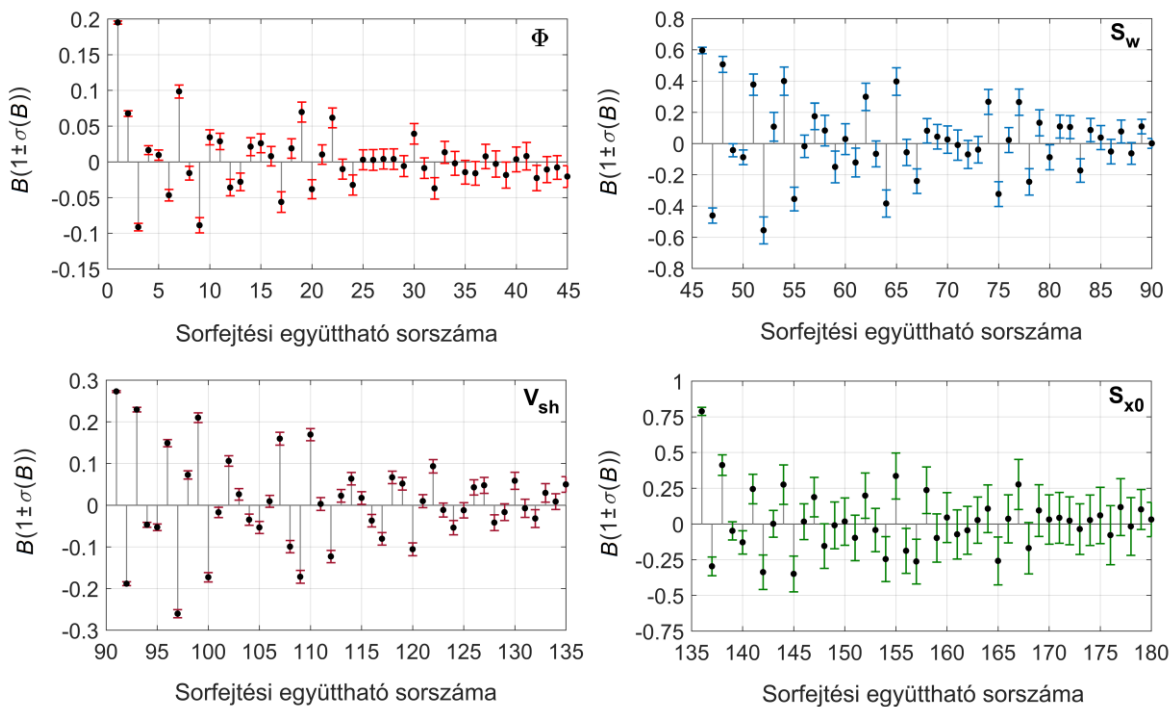 Φ
B(1±σ(B))
0.2
0.15
0.1
0.05
0
-0.05
-0.1
-0.15
0 5 10 15 20 25 30 35 40 45
Sorfejtési együttható sorszáma
S_w
B(1±σ(B))
0.8
0.6
0.4
0.2
0
-0.2
-0.4
-0.6
-0.8
45 50 55 60 65 70 75 80 85 90
Sorfejtési együttható sorszáma
V_sh
B(1±σ(B))
0.3
0.2
0.1
0
-0.1
-0.2
-0.3
90 95 100 105 110 115 120 125 130 135
Sorfejtési együttható sorszáma
S_x0
B(1±σ(B))
1
0.75
0.5
0.25
0
-0.25
-0.5
-0.75
135 140 145 150 155 160 165 170 175 180
Sorfejtési együttható sorszáma